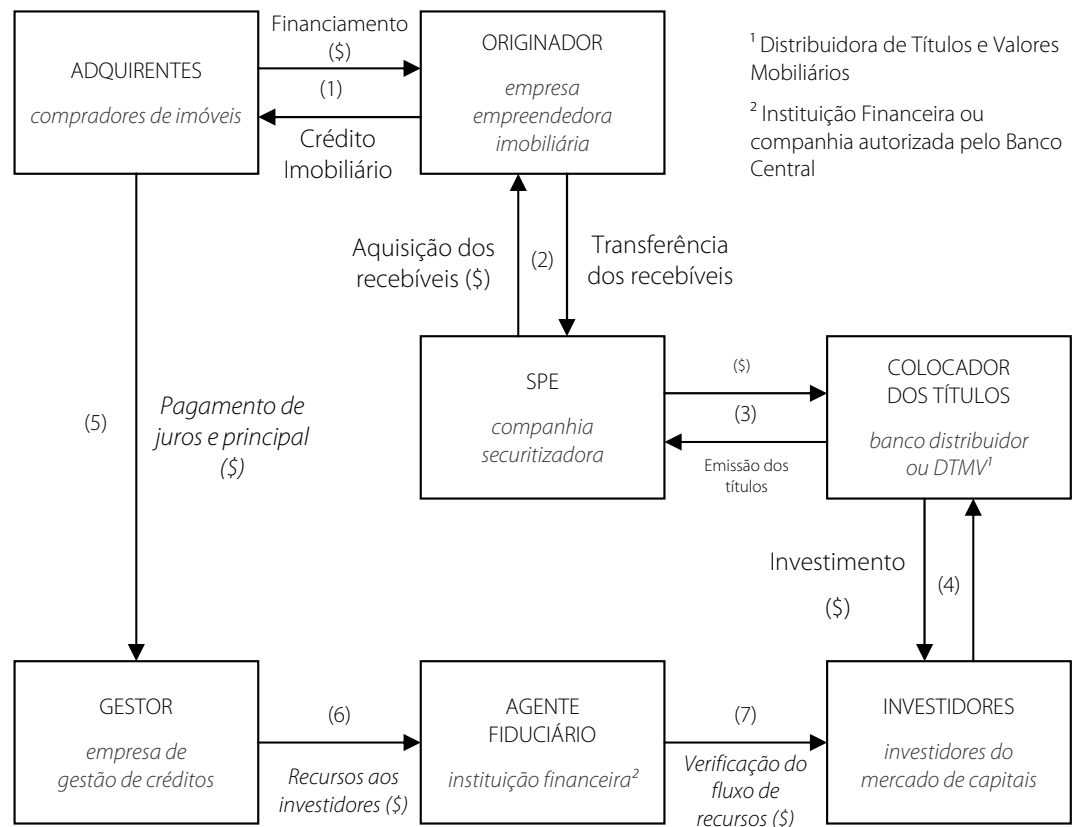 Financiamento
($)
(1)
Crédito
Imobiliário
ADQUIRENTES
compradores de imóveis
ORIGINADOR
empresa
empreendedora
imobiliária
¹ Distribuidora de Títulos e Valores
Mobiliários
² Instituição Financeira ou
companhia autorizada pelo Banco
Central
Aquisição dos
recebíveis ($)
(2)
Transferência
dos recebíveis
SPE
companhia
securitizadora
($)
(3)
Emissão dos
títulos
COLOCADOR
DOS TÍTULOS
banco distribuidor
ou DTMV¹
(5)
Pagamento de
juros e principal
($)
Investimento
($)
(4)
GESTOR
empresa de
gestão de créditos
(6)
Recursos aos
investidores ($)
AGENTE
FIDUCIÁRIO
instituição financeira²
(7)
Verificação do
fluxo de
recursos ($)
INVESTIDORES
investidores do
mercado de capitais